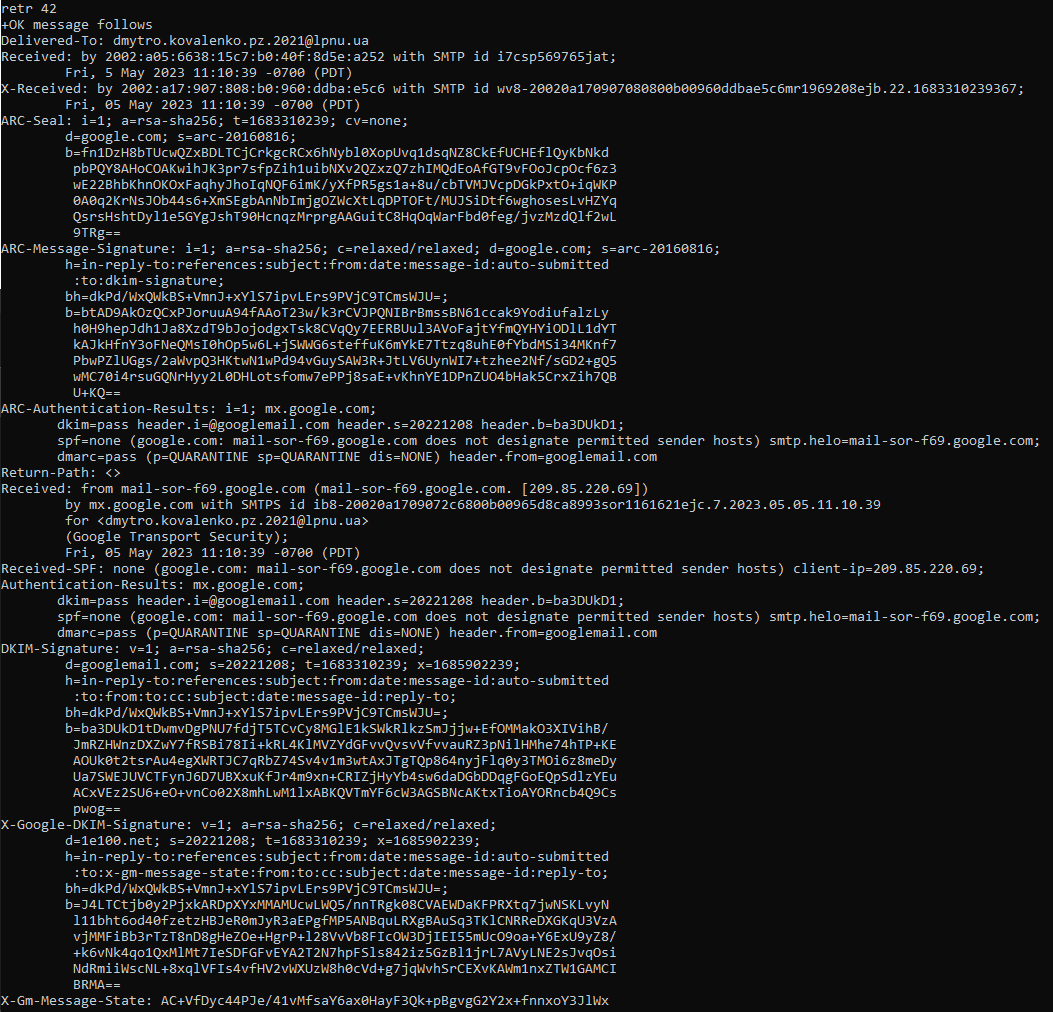 retr 42
+OK message follows
Delivered-To: dmytro.kovalenko.pz.2021@lpnu.ua
Received: by 2002:a05:6638:15c7:b0:40f:8d5e:a252 with SMTP id i7csp569765jat;
Fri, 5 May 2023 11:10:39 -0700 (PDT)
X-Received: by 2002:a17:907:808:b0:960:ddba:e5c6 with SMTP id wv8-20020a170907080800b00960ddbae5c6mr1969208ejb.22.1683310239367;
Fri, 05 May 2023 11:10:39 -0700 (PDT)
ARC-Seal: i=1; a=rsa-sha256; t=1683310239; cv=none;
d=google.com; s=arc-20160816;
b=fn1DzH8bTUcwQZxBDLTCjCrkgcRCx6hNybl0XopUvq1dsqNZ8CkEfUCHEflQyKbNkd
pbPQY8AHoCOAKwihJK3pr7sfpZih1uibNXv2QZxzQ7zhIMQdEoAfGT9vFOoJcpOcf6z3
wE22BhbKhnOKOxFaqhyJhoIqNQF6imK/yXfPR5gs1a+8u/cbTVMJVcpDGkPxtO+iqWKP
0A0q2KrNsJOb44s6+XmSEgbAnNbImjgOZWcXtLqDPTOFt/MUJSiDtf6wghosesLvHZYq
QsrsHshtDyl1e5GYgJshT90HcnqzMrprgAAGuitC8HqOqWarFbd0feg/jvzMzdQlf2wL
9TRg==
ARC-Message-Signature: i=1; a=rsa-sha256; c=relaxed/relaxed; d=google.com; s=arc-20160816;
h=in-reply-to:references:subject:from:date:message-id:auto-submitted
:to:dkim-signature;
bh=dkPd/WxQWkBS+VmnJ+xYlS7ipvLErs9PVjC9TCmsWJU=;
b=btAD9AkOzQCxPJoruuA94fAAoT23w/k3rCVJPQNIBrBmssBN61ccak9YodiufalzLy
h0H9hepJdh1Ja8XzdT9bJojodgxTsk8CVqQy7EERBUul3AVoFajtYfmQYHYiODlL1dYT
kAJkHfnY3oFNeQMsI0hOp5w6L+jSWWG6steffuK6mYkE7Ttzq8uhE0fYbdMSi34MKnf7
PbwPZlUGgs/2aWvpQ3HKtwN1wPd94vGuySAW3R+JtLV6UynWI7+tzhee2Nf/sGD2+gQ5
wMC70i4rsuGQNrHyy2L0DHLotsfomw7ePPj8saE+vKhnYE1DPnZUO4bHak5CrxZih7QB
U+KQ==
ARC-Authentication-Results: i=1; mx.google.com;
dkim=pass header.i=@googlemail.com header.s=20221208 header.b=ba3DUkD1;
spf=none (google.com: mail-sor-f69.google.com does not designate permitted sender hosts) smtp.helo=mail-sor-f69.google.com;
dmarc=pass (p=QUARANTINE sp=QUARANTINE dis=NONE) header.from=googlemail.com
Return-Path: <>
Received: from mail-sor-f69.google.com (mail-sor-f69.google.com. [209.85.220.69])
by mx.google.com with SMTPS id ib8-20020a1709072c6800b00965d8ca8993sor1161621ejc.7.2023.05.05.11.10.39
for <dmytro.kovalenko.pz.2021@lpnu.ua>
(Google Transport Security);
Fri, 05 May 2023 11:10:39 -0700 (PDT)
Received-SPF: none (google.com: mail-sor-f69.google.com does not designate permitted sender hosts) client-ip=209.85.220.69;
Authentication-Results: mx.google.com;
dkim=pass header.i=@googlemail.com header.s=20221208 header.b=ba3DUkD1;
spf=none (google.com: mail-sor-f69.google.com does not designate permitted sender hosts) smtp.helo=mail-sor-f69.google.com;
dmarc=pass (p=QUARANTINE sp=QUARANTINE dis=NONE) header.from=googlemail.com
DKIM-Signature: v=1; a=rsa-sha256; c=relaxed/relaxed;
d=googlemail.com; s=20221208; t=1683310239; x=1685902239;
h=in-reply-to:references:subject:from:date:message-id:auto-submitted
:to:from:to:cc:subject:date:message-id:reply-to;
bh=dkPd/WxQWkBS+VmnJ+xYlS7ipvLErs9PVjC9TCmsWJU=;
b=ba3DUkD1tDwmvDgPNU7fdjT5TCvCy8MGlE1kSWkRlkzSmJjjw+EfOMMakO3XIVihB/
JmRZHWnzDXZwY7fRSBi78Ii+kRL4KlMVZYdGFvvQvsvVfvvauRZ3pNilHMhe74hTP+KE
AOUk0t2tsrAu4egXWRTJC7qRbZ74Sv4v1m3wtAxJTgTQp864nyjFlq0y3TMOi6z8meDy
Ua7SWEJUVCTFynJ6D7UBXxuKfJr4m9xn+CRIZjHyYb4sw6daDGbDDqgFGoEQpSdlzYEu
ACxVEz2SU6+eO+vnCo02X8mhLwM1lxABKQVTmYF6cW3AGSBNcAKtxTioAYORncb4Q9Cs
pwog==
X-Google-DKIM-Signature: v=1; a=rsa-sha256; c=relaxed/relaxed;
d=1e100.net; s=20221208; t=1683310239; x=1685902239;
h=in-reply-to:references:subject:from:date:message-id:auto-submitted
:to:x-gm-message-state:from:to:cc:subject:date:message-id:reply-to;
bh=dkPd/WxQWkBS+VmnJ+xYlS7ipvLErs9PVjC9TCmsWJU=;
b=J4LTCtjb0y2PjxkARDpXYxMMAMUcwLWQ5/nnTRgk08CVAEWDaKFPRXtq7jwNSKLvyN
l11bht6od40fzetzHBJeR0mJyR3aEPgfMP5ANBquLRXgBAuSq3TKlCNRReDXGKqU3VzA
vjMMFiBb3rTzT8nD8gHeZOe+HgrP+l28VvVb8FIcOW3DjIEI55mUcO9oa+Y6ExU9yZ8/
+k6vNk4qo1QxMlMt7IeSDFGFvEYA2T2N7hpFSls842iz5GzBl1jrL7AVyLNE2sJvqOsi
NdRmiiWscNL+8xqlVFIs4vfHV2vWXUzW8h0cVd+g7jqWvhSrCEXvKAWm1nxZTW1GAMCI
BRMA==
X-Gm-Message-State: AC+VfDyc44PJe/41vMfsaY6ax0HayF3Qk+pBgvgG2Y2x+fnnxoY3JlWx